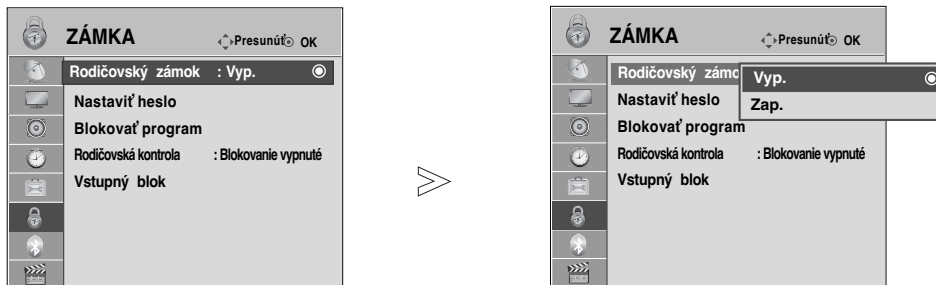 ZÁMKA
Presunúť OK
Rodičovský zámok : Vyp.
Nastaviť heslo
Blokovať program
Rodičovská kontrola : Blokovanie vypnuté
Vstupný blok
ZÁMKA
Presunúť OK
Rodičovský zámo
Vyp.
Zap.
Nastaviť heslo
Blokovať program
Rodičovská kontrola : Blokovanie vypnuté
Vstupný blok